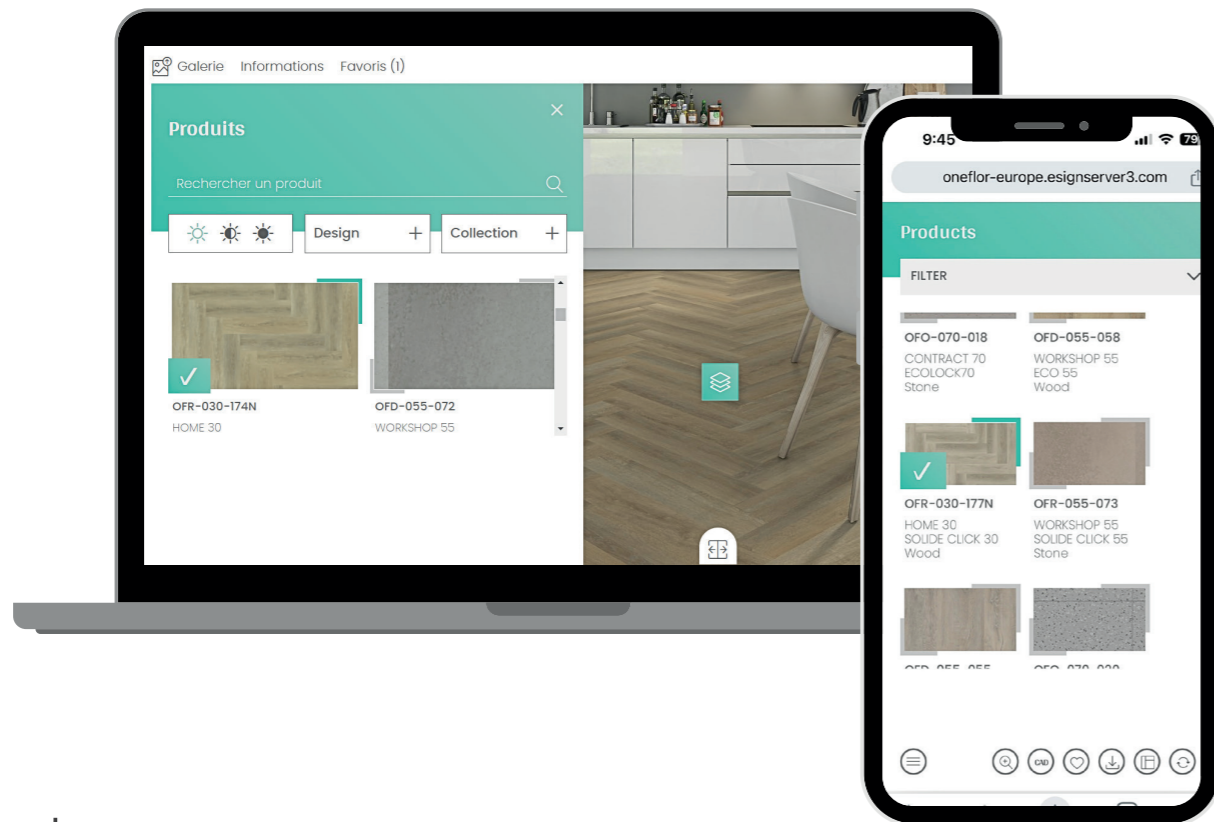 Galerie Informations Favoris (1)
Produits
Rechercher un produit
Design + Collection +
OFR-030-174N OFD-055-072
HOME 30 WORKSHOP 55
9:45 79
oneflor-europe.esignserver3.com
Products
FILTER
OFO-070-018 OFD-055-058
CONTRACT 70 WORKSHOP 55
ECOLOCK70 ECO 55
Stone Wood
OFR-030-177N OFR-055-073
HOME 30 WORKSHOP 55
SOLIDE CLICK 30 SOLIDE CLICK 55
Wood Stone
CAD